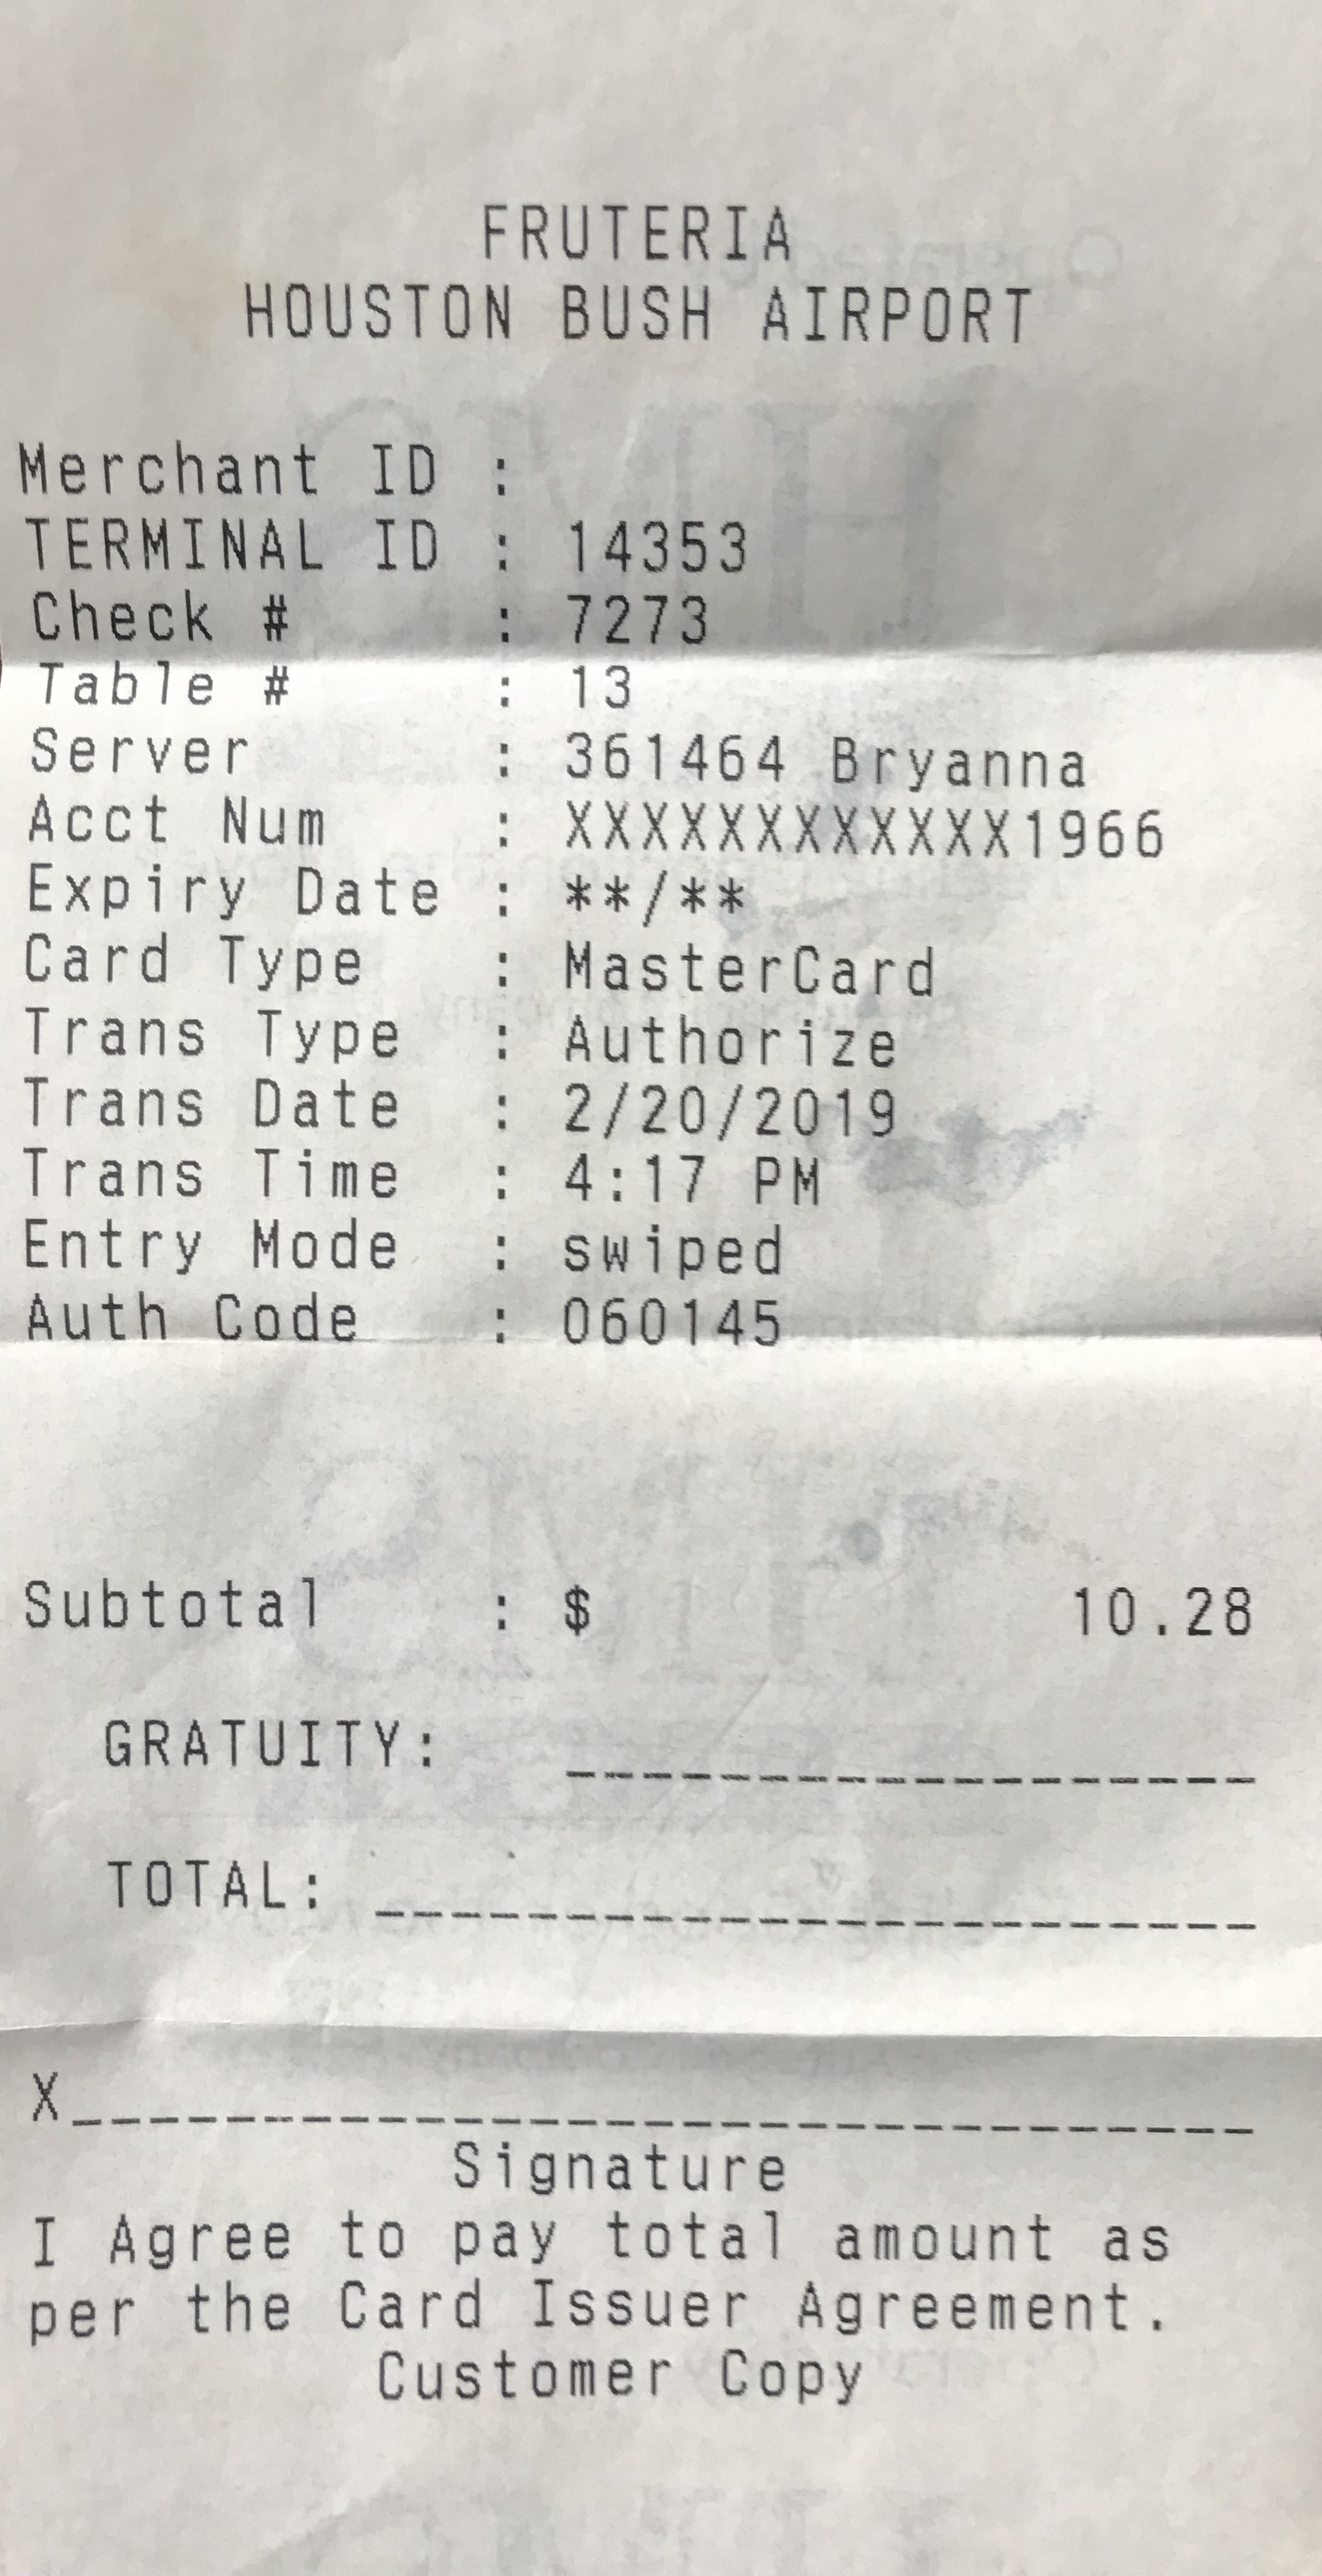 FRUTERIA
HOUSTON BUSH AIRPORT
Merchant ID :
TERMINAL ID : 14353
Check # : 7273
Table # : 13
Server : 361464 Bryanna
Acct Num : XXXXXXXXXXXX1966
Expiry Date : **/**
Card Type : MasterCard
Trans Type : Authorize
Trans Date : 2/20/2019
Trans Time : 4:17 PM
Entry Mode : swiped
Auth Code : 060145
Subtotal : $ 10.28
GRATUITY: __________________
TOTAL: _______________________
X_______________________________
Signature
I Agree to pay total amount as
per the Card Issuer Agreement.
Customer Copy